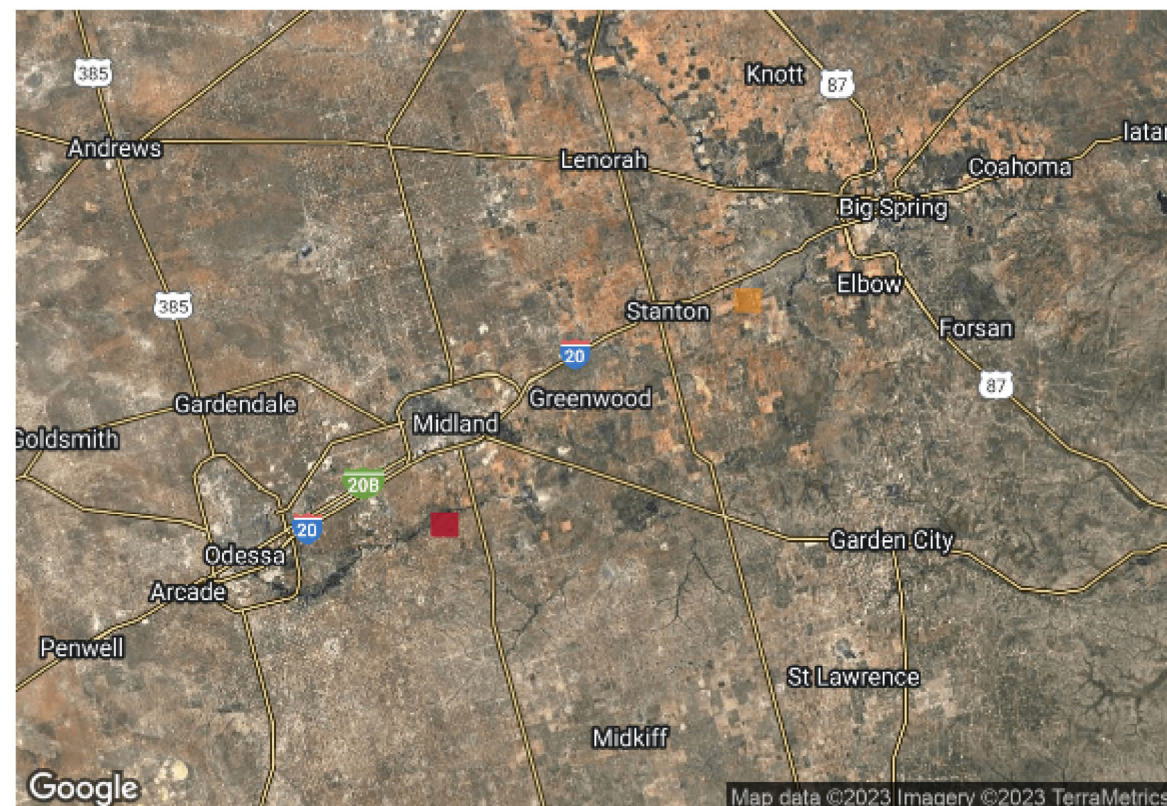 385
Knott
87
Andrews
Lenorah
Iatan
Coahoma
Big Spring
Elbow
385
Stanton
Forsan
20
87
Gardendale
Greenwood
Midland
Goldsmith
20B
20
Odessa
Garden City
Arcade
Penwell
St Lawrence
Midkiff
Google
Map data ©2023 Imagery ©2023 TerraMetrics